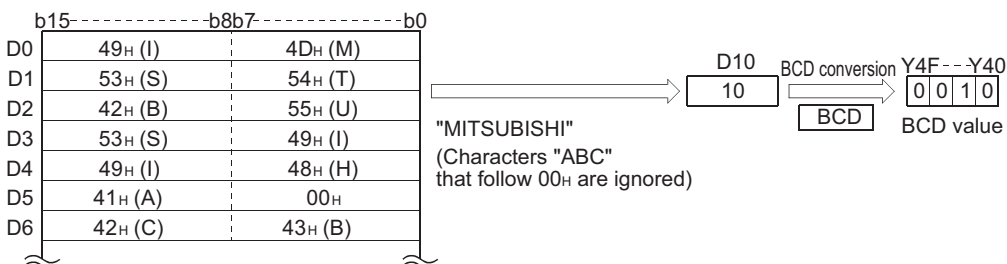 b15 b8b7 b0
D0 49H (I) 4DH (M)
D1 53H (S) 54H (T)
D2 42H (B) 55H (U)
D3 53H (S) 49H (I)
D4 49H (I) 48H (H)
D5 41H (A) 00H
D6 42H (C) 43H (B)
"MITSUBISHI"
(Characters "ABC"
that follow 00H are ignored)
D10
10
BCD conversion
BCD
Y4F Y40
0 0 1 0
BCD value